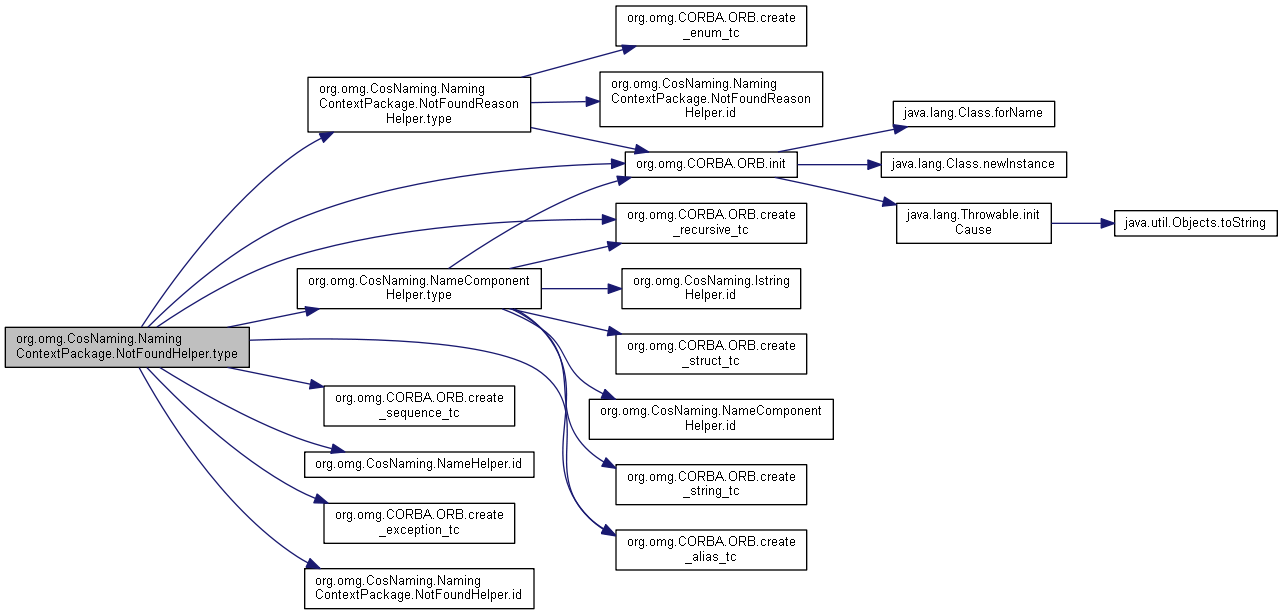 org.omg.CORBA.ORB.create
_enum_tc
org.omg.CosNaming.Naming
ContextPackage.NotFoundReason
Helper.type
org.omg.CosNaming.Naming
ContextPackage.NotFoundReason
Helper.id
java.lang.Class.forName
org.omg.CORBA.ORB.init
java.lang.Class.newInstance
org.omg.CORBA.ORB.create
_recursive_tc
java.lang.Throwable.init
Cause
java.util.Objects.toString
org.omg.CosNaming.NameComponent
Helper.type
org.omg.CosNaming.Istring
Helper.id
org.omg.CosNaming.Naming
ContextPackage.NotFoundHelper.type
org.omg.CORBA.ORB.create
_struct_tc
org.omg.CORBA.ORB.create
_sequence_tc
org.omg.CosNaming.NameComponent
Helper.id
org.omg.CosNaming.NameHelper.id
org.omg.CORBA.ORB.create
_string_tc
org.omg.CORBA.ORB.create
_exception_tc
org.omg.CORBA.ORB.create
_alias_tc
org.omg.CosNaming.Naming
ContextPackage.NotFoundHelper.id